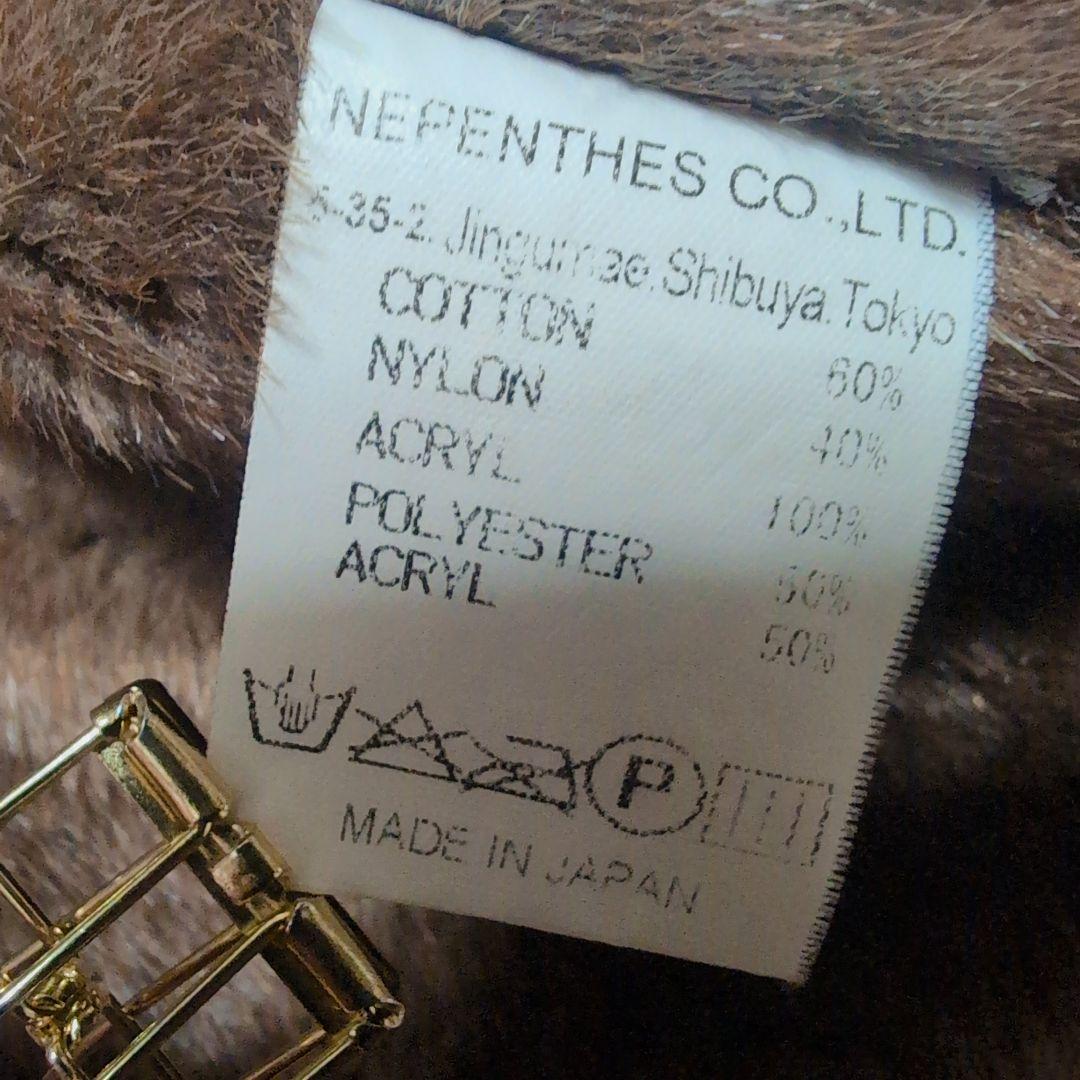 NEPENTHES CO.,LTD.
5-35-2. Jingumae.Shibuya.Tokyo
COTTON 60%
NYLON 40%
ACRYL 100%
POLYESTER 50%
ACRYL 50%
P
MADE IN JAPAN